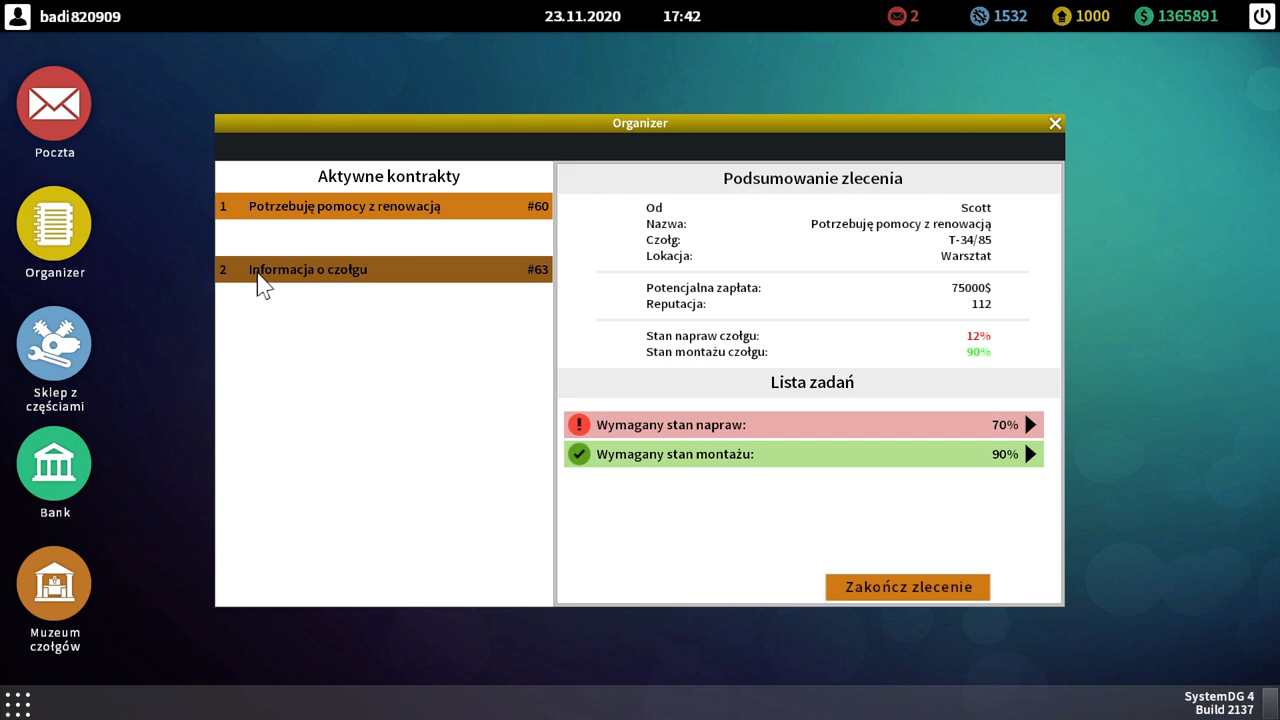 badi820909
23.11.2020 17:42
2 1532 1000 1365891
Poczta
Organizer
Sklep z
częściami
Bank
Muzeum
czołgów
Organizer
Aktywne kontrakty
1 Potrzebuję pomocy z renowacją #60
2 Informacja o czołgu #63
Podsumowanie zlecenia
Od Scott
Nazwa: Potrzebuję pomocy z renowacją
Czołg: T-34/85
Lokacja: Warsztat
Potencjalna zapłata: 75000$
Reputacja: 112
Stan napraw czołgu: 12%
Stan montażu czołgu: 90%
Lista zadań
Wymagany stan napraw: 70%
Wymagany stan montażu: 90%
Zakończ zlecenie
SystemDG 4
Build 2137